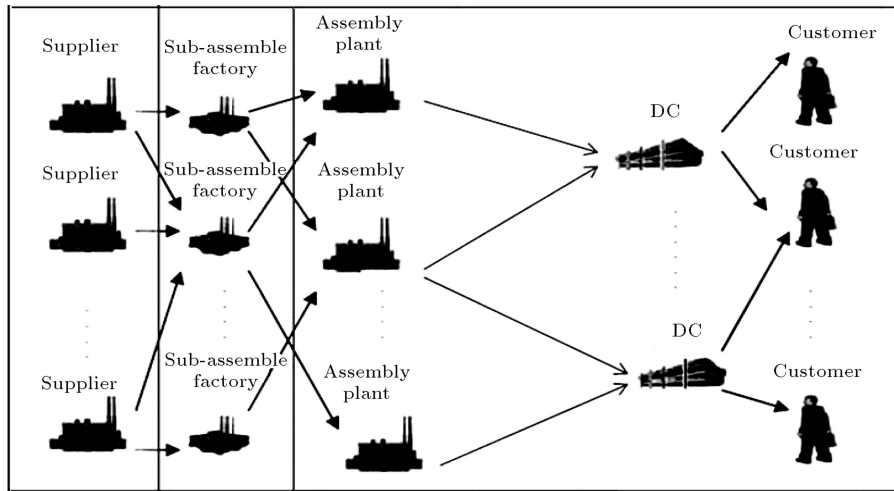 Supplier
Sub-assemble
factory
Assembly
plant
DC
Customer
Supplier
Sub-assemble
factory
Assembly
plant
Customer
Supplier
Sub-assemble
factory
Assembly
plant
DC
Customer